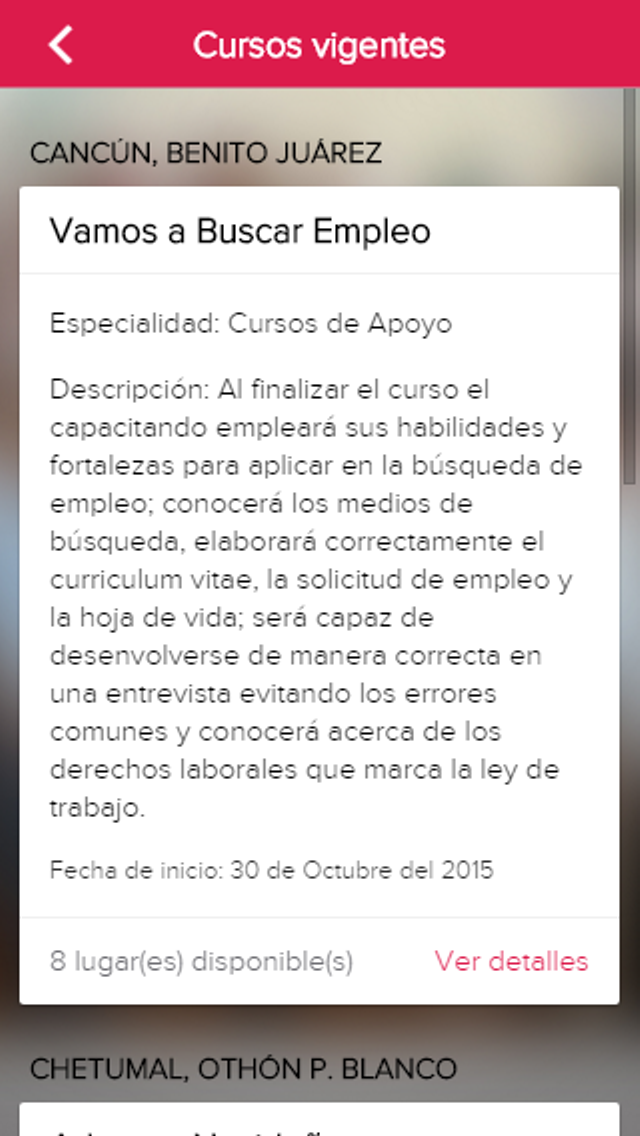 Cursos vigentes
CANCÚN, BENITO JUÁREZ
Vamos a Buscar Empleo
Especialidad: Cursos de Apoyo
Descripción: Al finalizar el curso el
capacitando empleará sus habilidades y
fortalezas para aplicar en la búsqueda de
empleo; conocerá los medios de
búsqueda, elaborará correctamente el
curriculum vitae, la solicitud de empleo y
la hoja de vida; será capaz de
desenvolverse de manera correcta en
una entrevista evitando los errores
comunes y conocerá acerca de los
derechos laborales que marca la ley de
trabajo.
Fecha de inicio: 30 de Octubre del 2015
8 lugar(es) disponible(s) Ver detalles
CHETUMAL, OTHÓN P. BLANCO